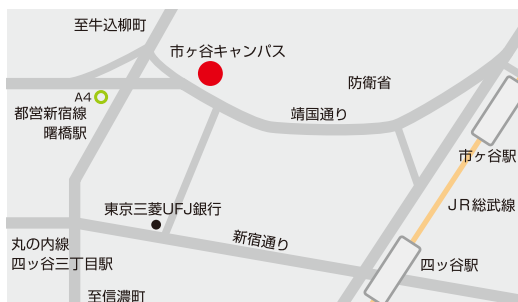 至牛込柳町
市ヶ谷キャンパス
防衛省
A4
靖国通り
都営新宿線
曙橋駅
市ヶ谷駅
東京三菱UFJ銀行
JR総武線
新宿通り
丸の内線
四ッ谷三丁目駅
四ッ谷駅
至信濃町